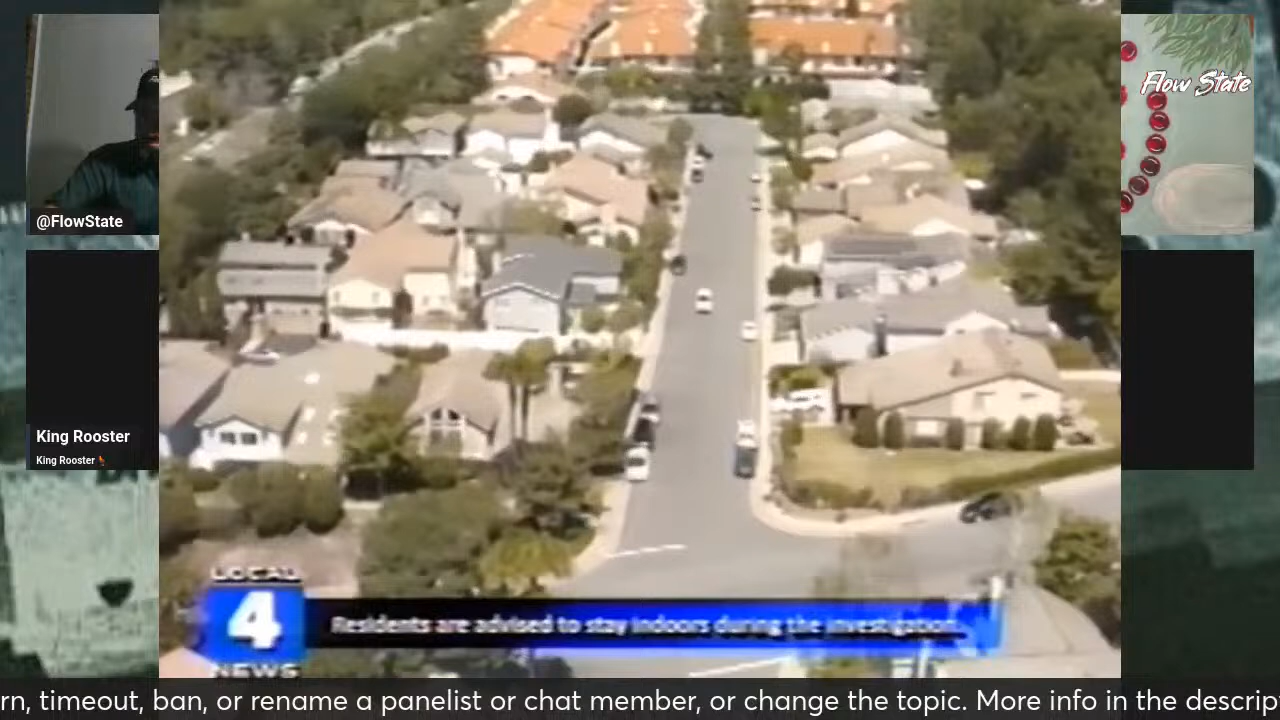 @FlowState
King Rooster
King Rooster
Flow State
LOCAL
4
NEWS
Residents are advised to stay indoors during the investigation.
rn, timeout, ban, or rename a panelist or chat member, or change the topic. More info in the descrip